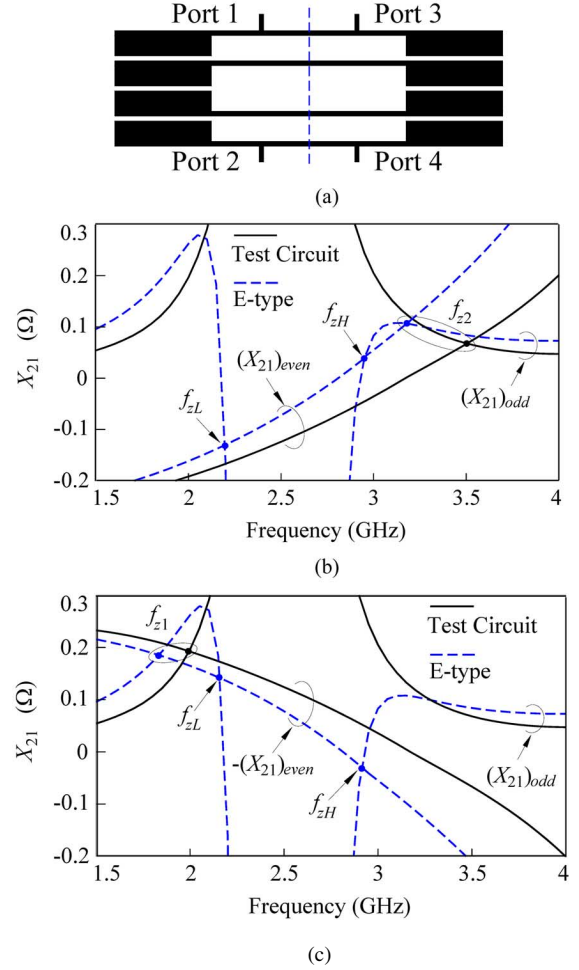 Port 1 Port 3
Port 2 Port 4
(a)
0.3
0.2
0.1
0
-0.1
-0.2
X21 (Ω)
Test Circuit
E-type
fzL
fzH
fz2
(X21)even
(X21)odd
1.5 2 2.5 3 3.5 4
Frequency (GHz)
(b)
0.3
0.2
0.1
0
-0.1
-0.2
X21 (Ω)
fz1
Test Circuit
E-type
fzL
-(X21)even
fzH
(X21)odd
1.5 2 2.5 3 3.5 4
Frequency (GHz)
(c)